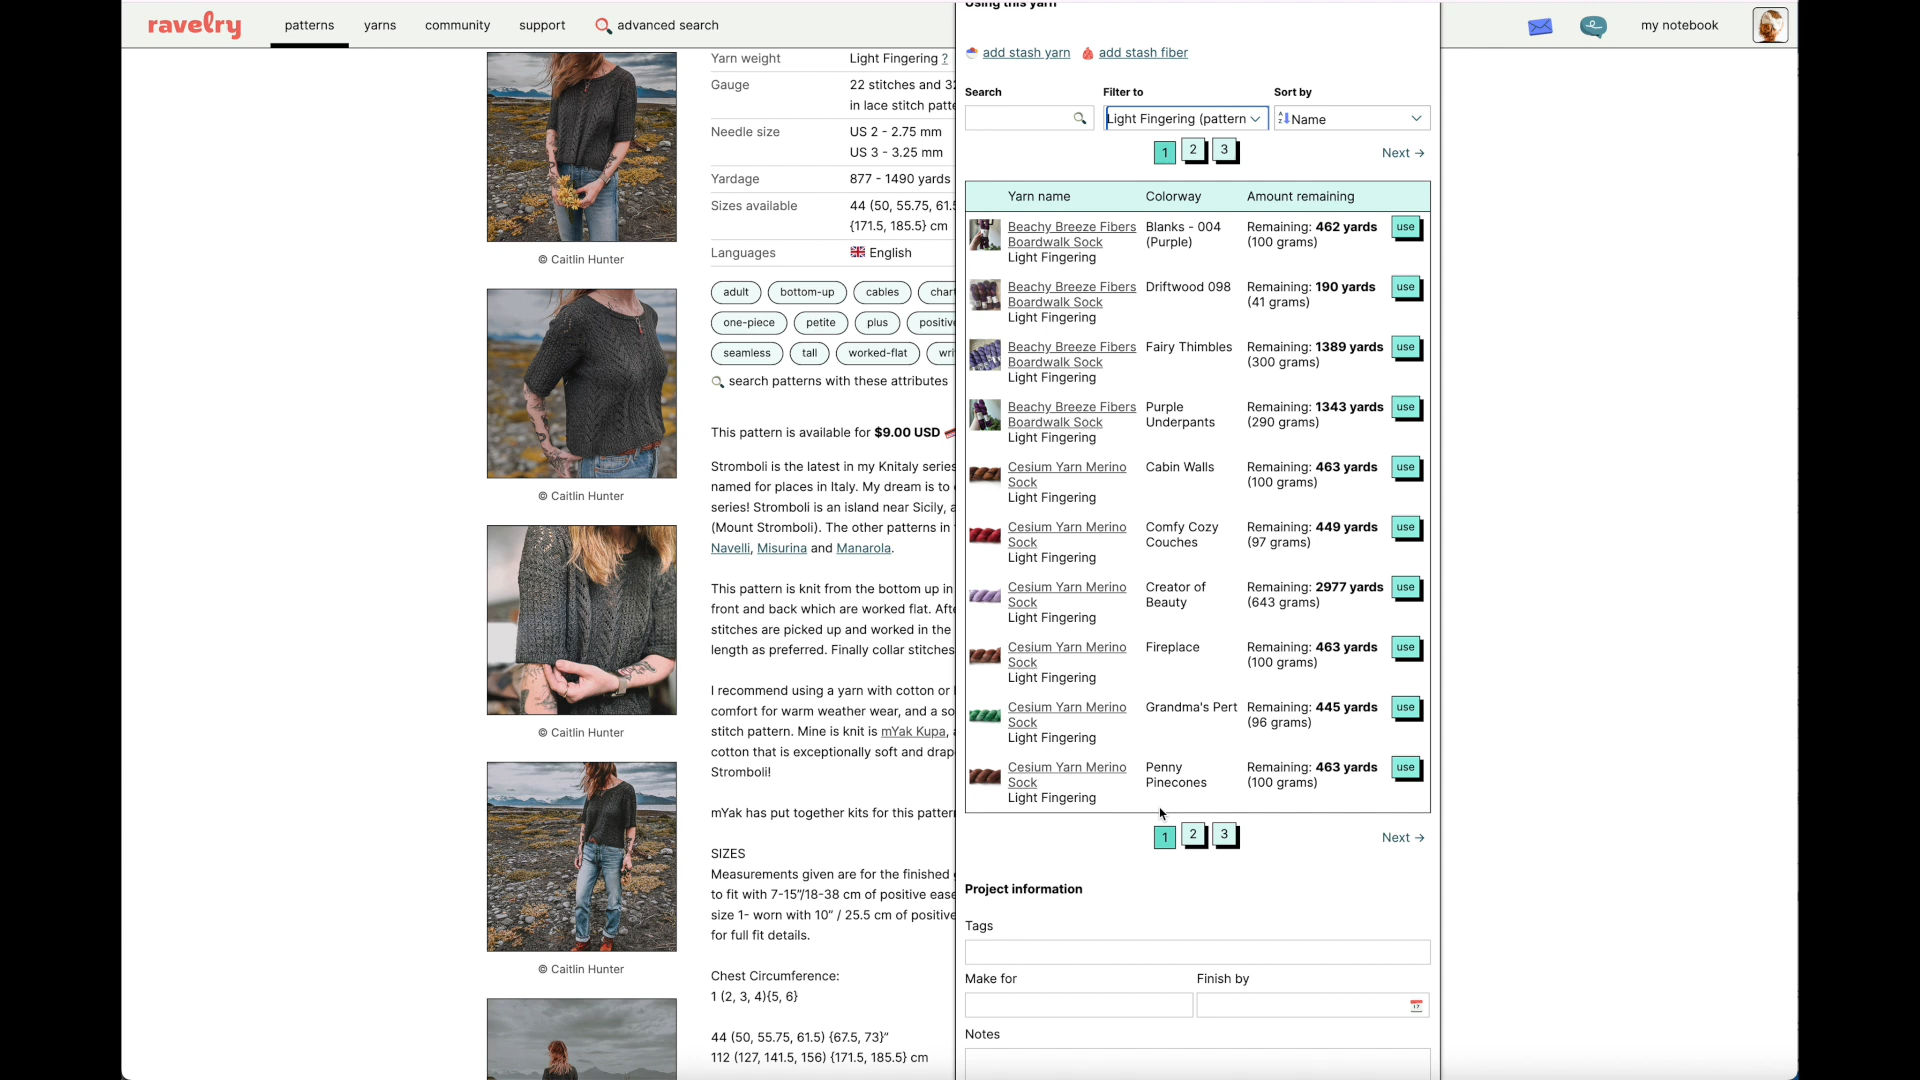 ravelry
patterns
yarns
community
support
advanced search
my notebook
© Caitlin Hunter
© Caitlin Hunter
© Caitlin Hunter
© Caitlin Hunter
Yarn weight
Light Fingering ?
Gauge
22 stitches and
in lace stitch
Needle size
US 2 - 2.75 mm
US 3 - 3.25 mm
Yardage
877 - 1490 yards
Sizes available
44 (50, 55.75,
{171.5, 185.5} cm
Languages
English
adult
bottom-up
cables
one-piece
petite
plus
seamless
tall
worked-flat
search patterns with these attributes
This pattern is available for $9.00 USD
Stromboli is the latest in my Knitaly series
named for places in Italy. My dream is to
series! Stromboli is an island near Sicily,
(Mount Stromboli). The other patterns in
Navelli, Misurina and Manarola.
This pattern is knit from the bottom up in
front and back which are worked flat.
stitches are picked up and worked in the
length as preferred. Finally collar stitches
I recommend using a yarn with cotton or
comfort for warm weather wear, and a
stitch pattern. Mine is knit is mYak Kupa,
cotton that is exceptionally soft and
Stromboli!
mYak has put together kits for this
SIZES
Measurements given are for the finished
to fit with 7-15"/18-38 cm of positive
size 1- worn with 10" / 25.5 cm of positive
for full fit details.
Chest Circumference:
1 (2, 3, 4){5, 6}
44 (50, 55.75, 61.5) {67.5, 73}"
112 (127, 141.5, 156) {171.5, 185.5} cm
Using this yarn
add stash yarn
add stash fiber
Search
Filter to
Sort by
Light Fingering (pattern
Name
1 2 3
Next →
Yarn name
Colorway
Amount remaining
Beachy Breeze Fibers Blanks - 004 Remaining: 462 yards use
Boardwalk Sock (Purple) (100 grams)
Light Fingering
Beachy Breeze Fibers Driftwood 098 Remaining: 190 yards use
Boardwalk Sock (41 grams)
Light Fingering
Beachy Breeze Fibers Fairy Thimbles Remaining: 1389 yards use
Boardwalk Sock (300 grams)
Light Fingering
Beachy Breeze Fibers Purple Remaining: 1343 yards use
Boardwalk Sock Underpants (290 grams)
Light Fingering
Cesium Yarn Merino Cabin Walls Remaining: 463 yards use
Sock (100 grams)
Light Fingering
Cesium Yarn Merino Comfy Cozy Remaining: 449 yards use
Sock Couches (97 grams)
Light Fingering
Cesium Yarn Merino Creator of Remaining: 2977 yards use
Sock Beauty (643 grams)
Light Fingering
Cesium Yarn Merino Fireplace Remaining: 463 yards use
Sock (100 grams)
Light Fingering
Cesium Yarn Merino Grandma's Pert Remaining: 445 yards use
Sock (96 grams)
Light Fingering
Cesium Yarn Merino Penny Remaining: 463 yards use
Sock Pinecones (100 grams)
Light Fingering
1 2 3
Next →
Project information
Tags
Make for
Finish by
Notes